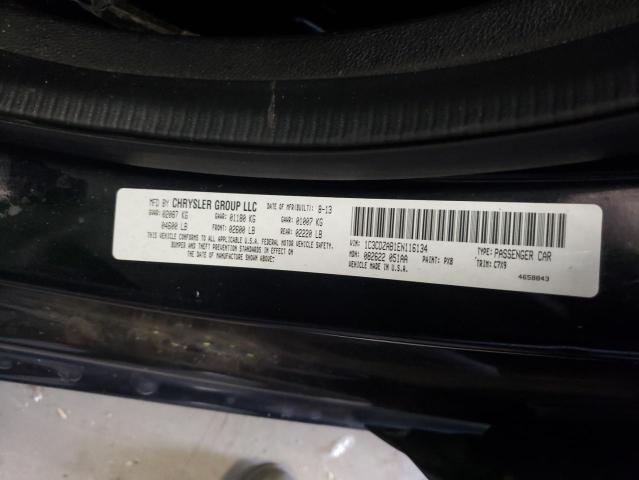 MFD BY CHRYSLER GROUP LLC DATE OF MFR(BUILT): 8-13
GVWR: 02087 KG GAWR: 01180 KG GAWR: 01007 KG
04600 LB FRONT: 02600 LB REAR: 02220 LB
THIS VEHICLE CONFORMS TO ALL APPLICABLE U.S.A. FEDERAL MOTOR VEHICLE SAFETY,
BUMPER AND THEFT PREVENTION STANDARDS IN EFFECT ON
THE DATE OF MANUFACTURE SHOWN ABOVE:
VIN: 1C3CDZAB1EN116134 TYPE: PASSENGER CAR
MDH: 082622 051AA PAINT: PX8 TRIM: C7X9
VEHICLE MADE IN U.S.A.
4658843